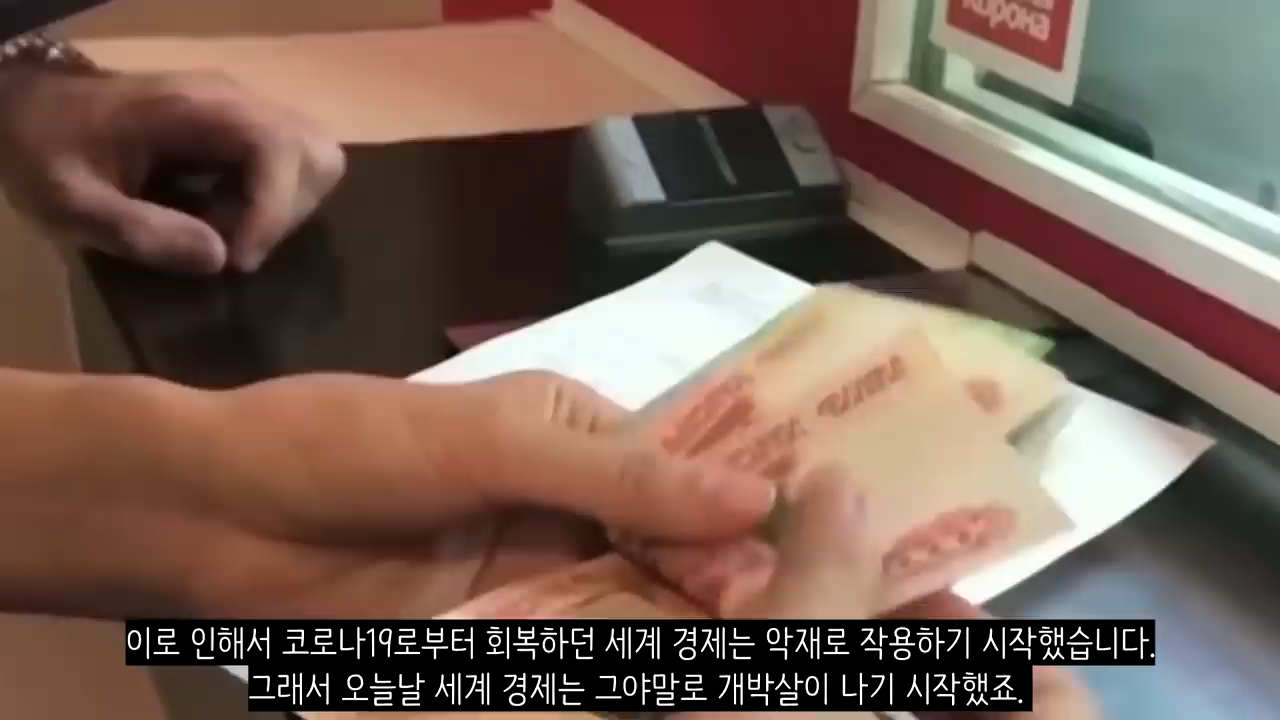 корона
이로 인해서 코로나19로부터 회복하던 세계 경제는 악재로 작용하기 시작했습니다.
그래서 오늘날 세계 경제는 그야말로 개박살이 나기 시작했죠.